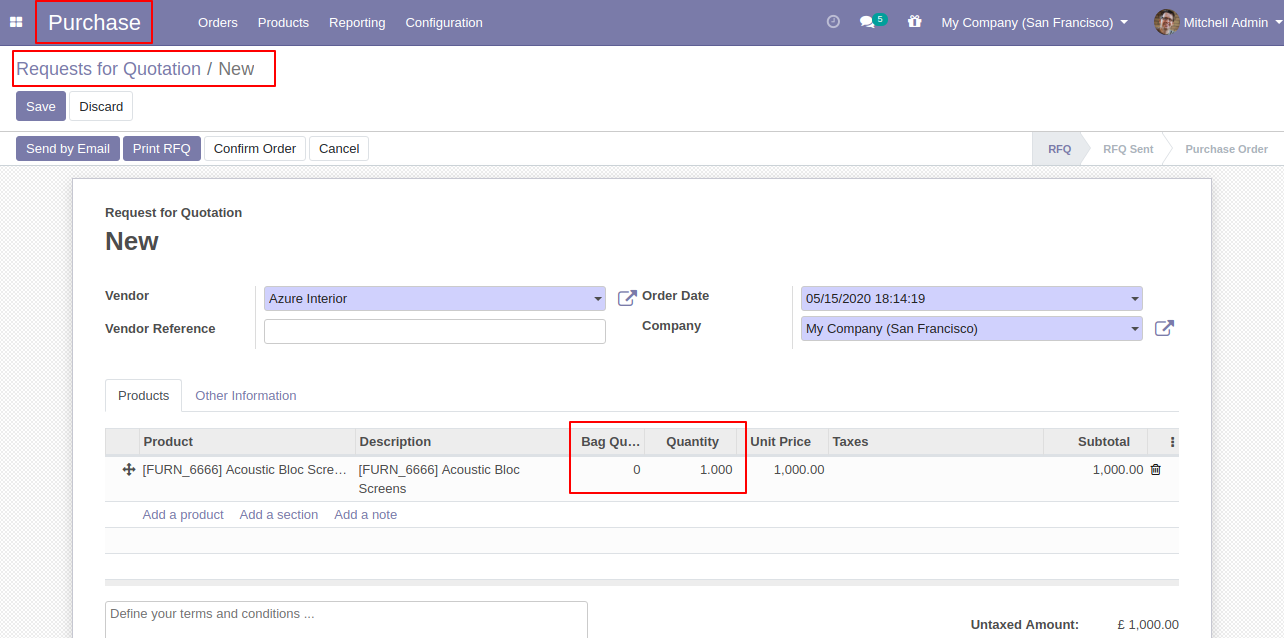 Purchase Orders Products Reporting Configuration 5 My Company (San Francisco) Mitchell Admin
Requests for Quotation / New
Save Discard
Send by Email Print RFQ Confirm Order Cancel RFQ RFQ Sent Purchase Order
Request for Quotation
New
Vendor Azure Interior Order Date 05/15/2020 18:14:19
Vendor Reference Company My Company (San Francisco)
Products Other Information
Product Description Bag Qu... Quantity Unit Price Taxes Subtotal
[FURN_6666] Acoustic Bloc Scre... [FURN_6666] Acoustic Bloc 0 1.000 1,000.00 1,000.00
Screens
Add a product Add a section Add a note
Define your terms and conditions ...
Untaxed Amount: £ 1,000.00